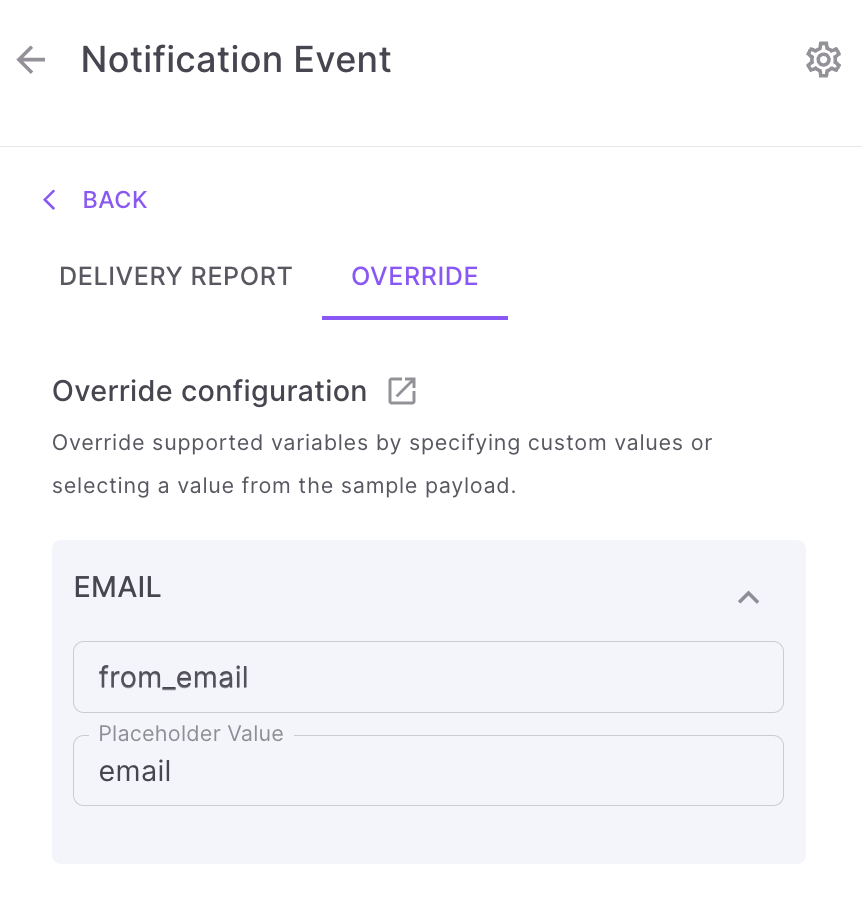 Notification Event
BACK
DELIVERY REPORT OVERRIDE
Override configuration
Override supported variables by specifying custom values or
selecting a value from the sample payload.
EMAIL
from_email
Placeholder Value
email